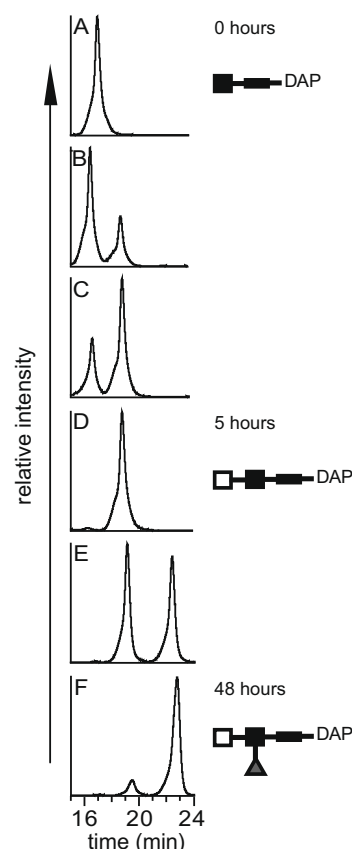 A
0 hours
DAP
B
C
D
5 hours
DAP
E
F
48 hours
DAP
relative intensity
16 20 24
time (min)